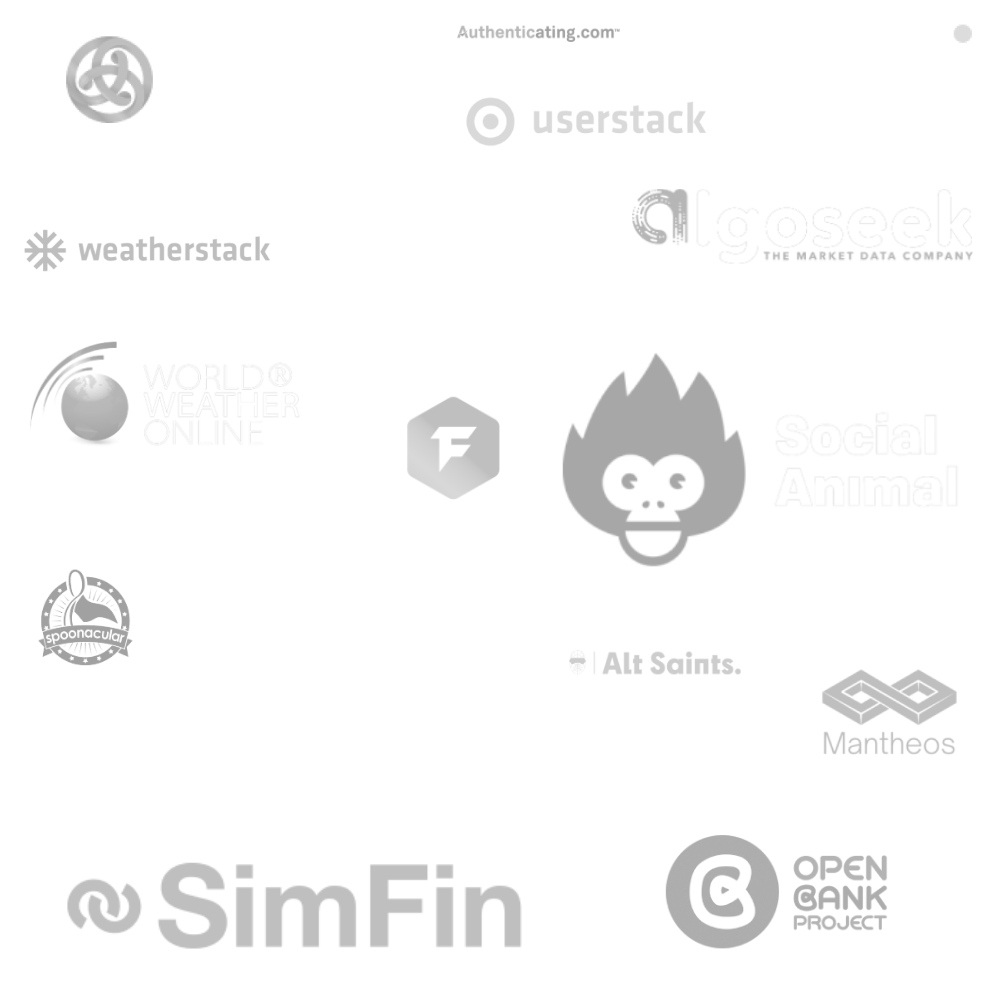 Authenticating.com™
userstack
algoseek
THE MARKET DATA COMPANY
weatherstack
WORLD®
WEATHER
ONLINE
F
Social
Animal
spoonacular
Alt Saints.
Mantheos
SimFin
OPEN
BANK
PROJECT